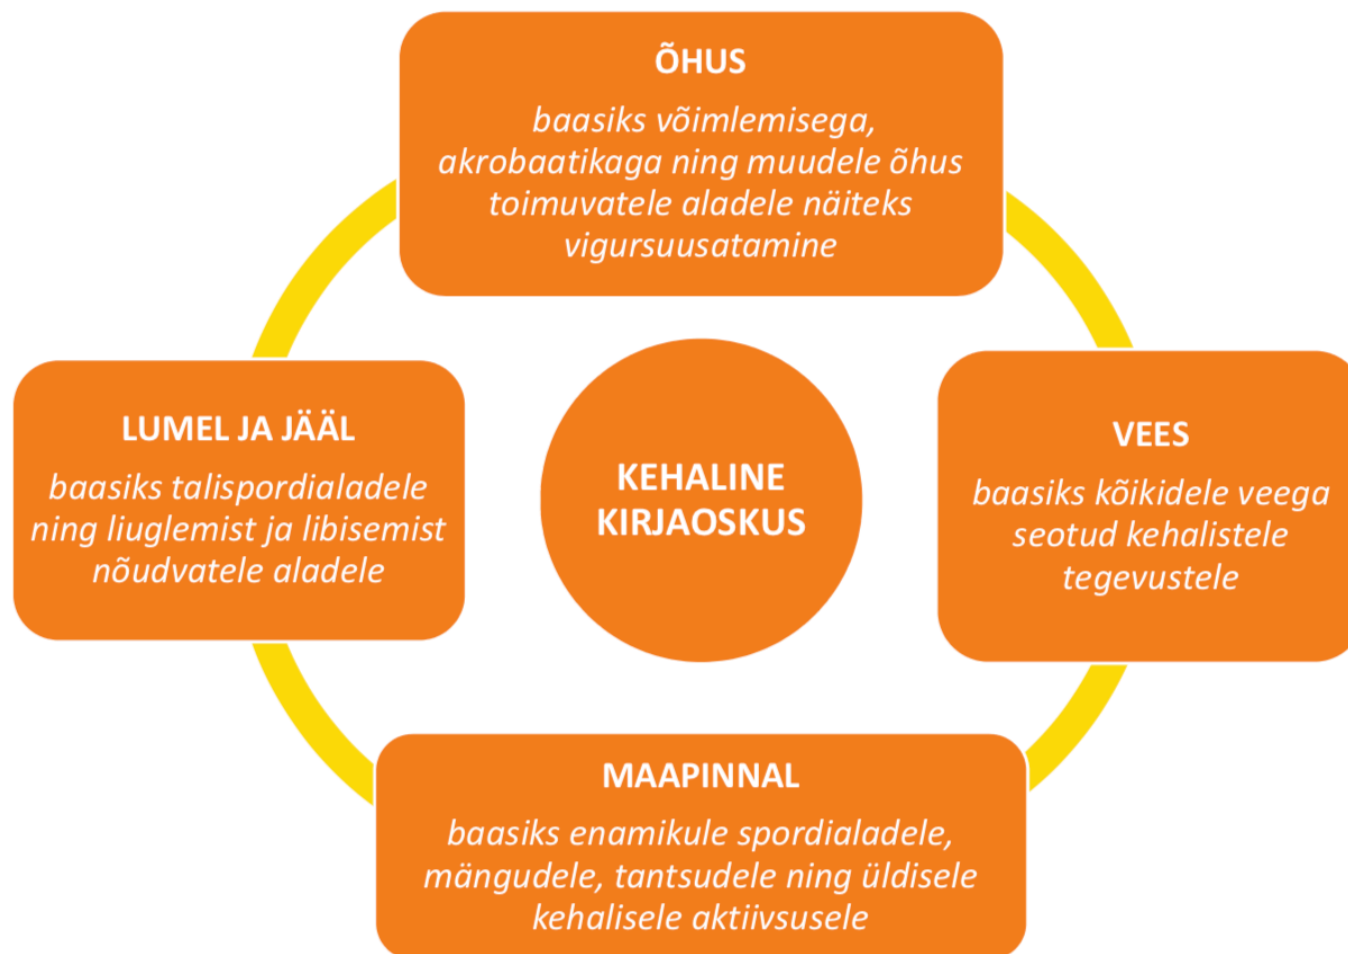 ÕHUS
baasiks võimlemisega,
akrobaatikaga ning muudele õhus
toimuvatele aladele näiteks
vigursuusatamine
LUMEL JA JÄÄL
baasiks talispordialadele
ning liuglemist ja libisemist
nõudvatele aladele
KEHALINE
KIRJAOSKUS
VEES
baasiks kõikidele veega
seotud kehalistele
tegevustele
MAAPINNAL
baasiks enamikule spordialadele,
mängudele, tantsudele ning üldisele
kehalisele aktiivsusele